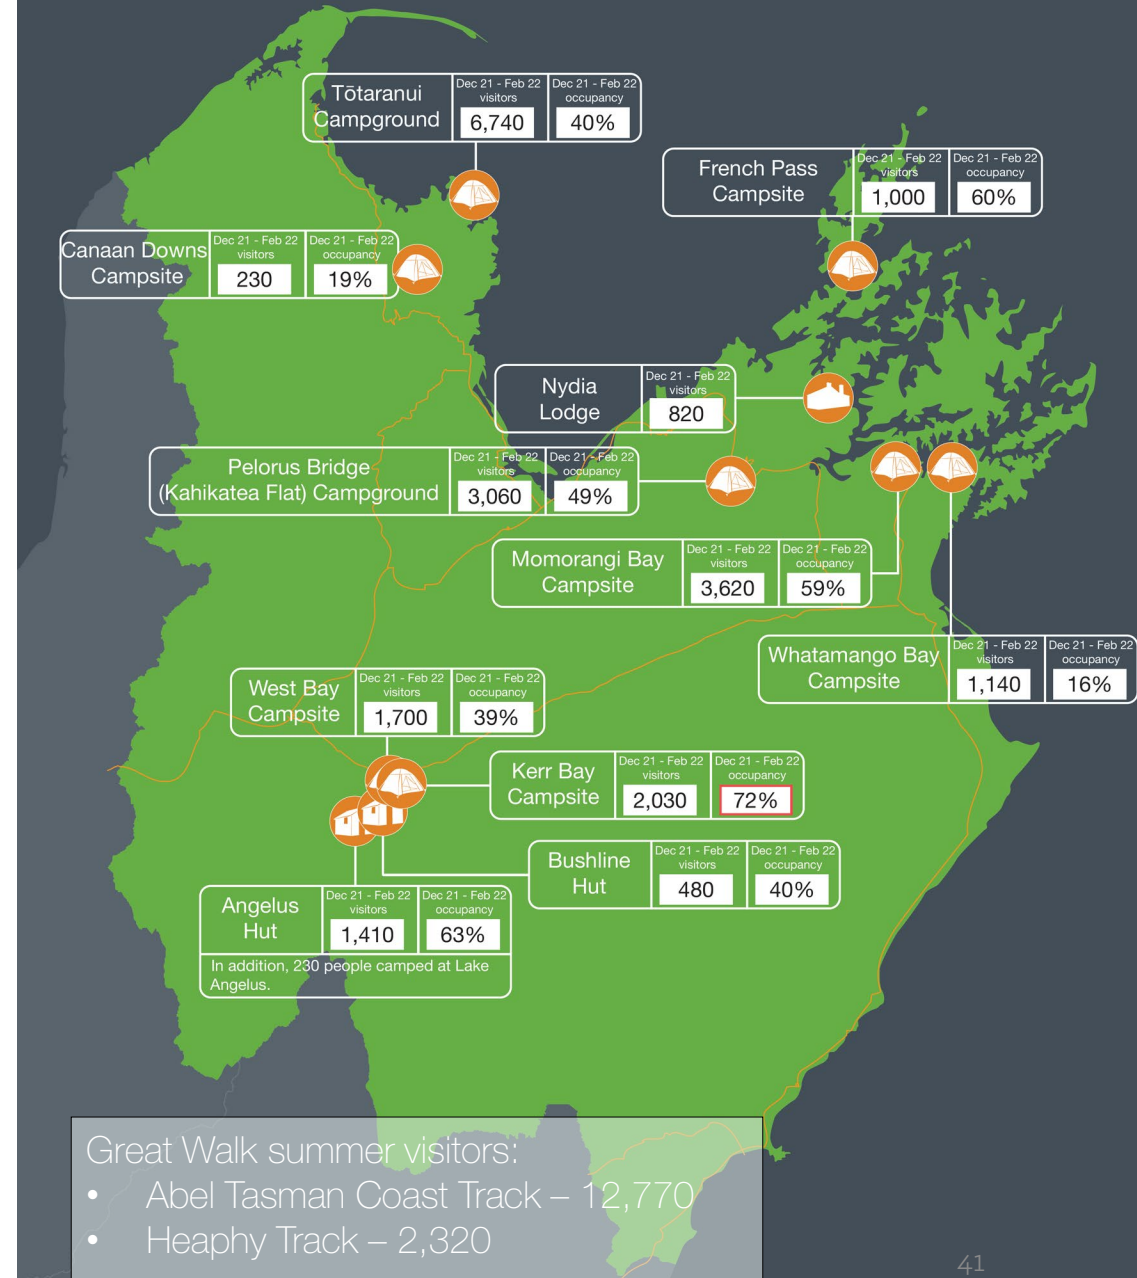 Tōtaranui
Campground
Dec 21 - Feb 22
visitors
6,740
Dec 21 - Feb 22
occupancy
40%
French Pass
Campsite
Dec 21 - Feb 22
visitors
1,000
Dec 21 - Feb 22
occupancy
60%
Canaan Downs
Campsite
Dec 21 - Feb 22
visitors
230
Dec 21 - Feb 22
occupancy
19%
Nydia
Lodge
Dec 21 - Feb 22
visitors
820
Pelorus Bridge
(Kahikatea Flat) Campground
Dec 21 - Feb 22
visitors
3,060
Dec 21 - Feb 22
occupancy
49%
Momorangi Bay
Campsite
Dec 21 - Feb 22
visitors
3,620
Dec 21 - Feb 22
occupancy
59%
Whatamango Bay
Campsite
Dec 21 - Feb 22
visitors
1,140
Dec 21 - Feb 22
occupancy
16%
West Bay
Campsite
Dec 21 - Feb 22
visitors
1,700
Dec 21 - Feb 22
occupancy
39%
Kerr Bay
Campsite
Dec 21 - Feb 22
visitors
2,030
Dec 21 - Feb 22
occupancy
72%
Bushline
Hut
Dec 21 - Feb 22
visitors
480
Dec 21 - Feb 22
occupancy
40%
Angelus
Hut
Dec 21 - Feb 22
visitors
1,410
Dec 21 - Feb 22
occupancy
63%
In addition, 230 people camped at Lake
Angelus.
Great Walk summer visitors:
• Abel Tasman Coast Track – 12,770
• Heaphy Track – 2,320
41